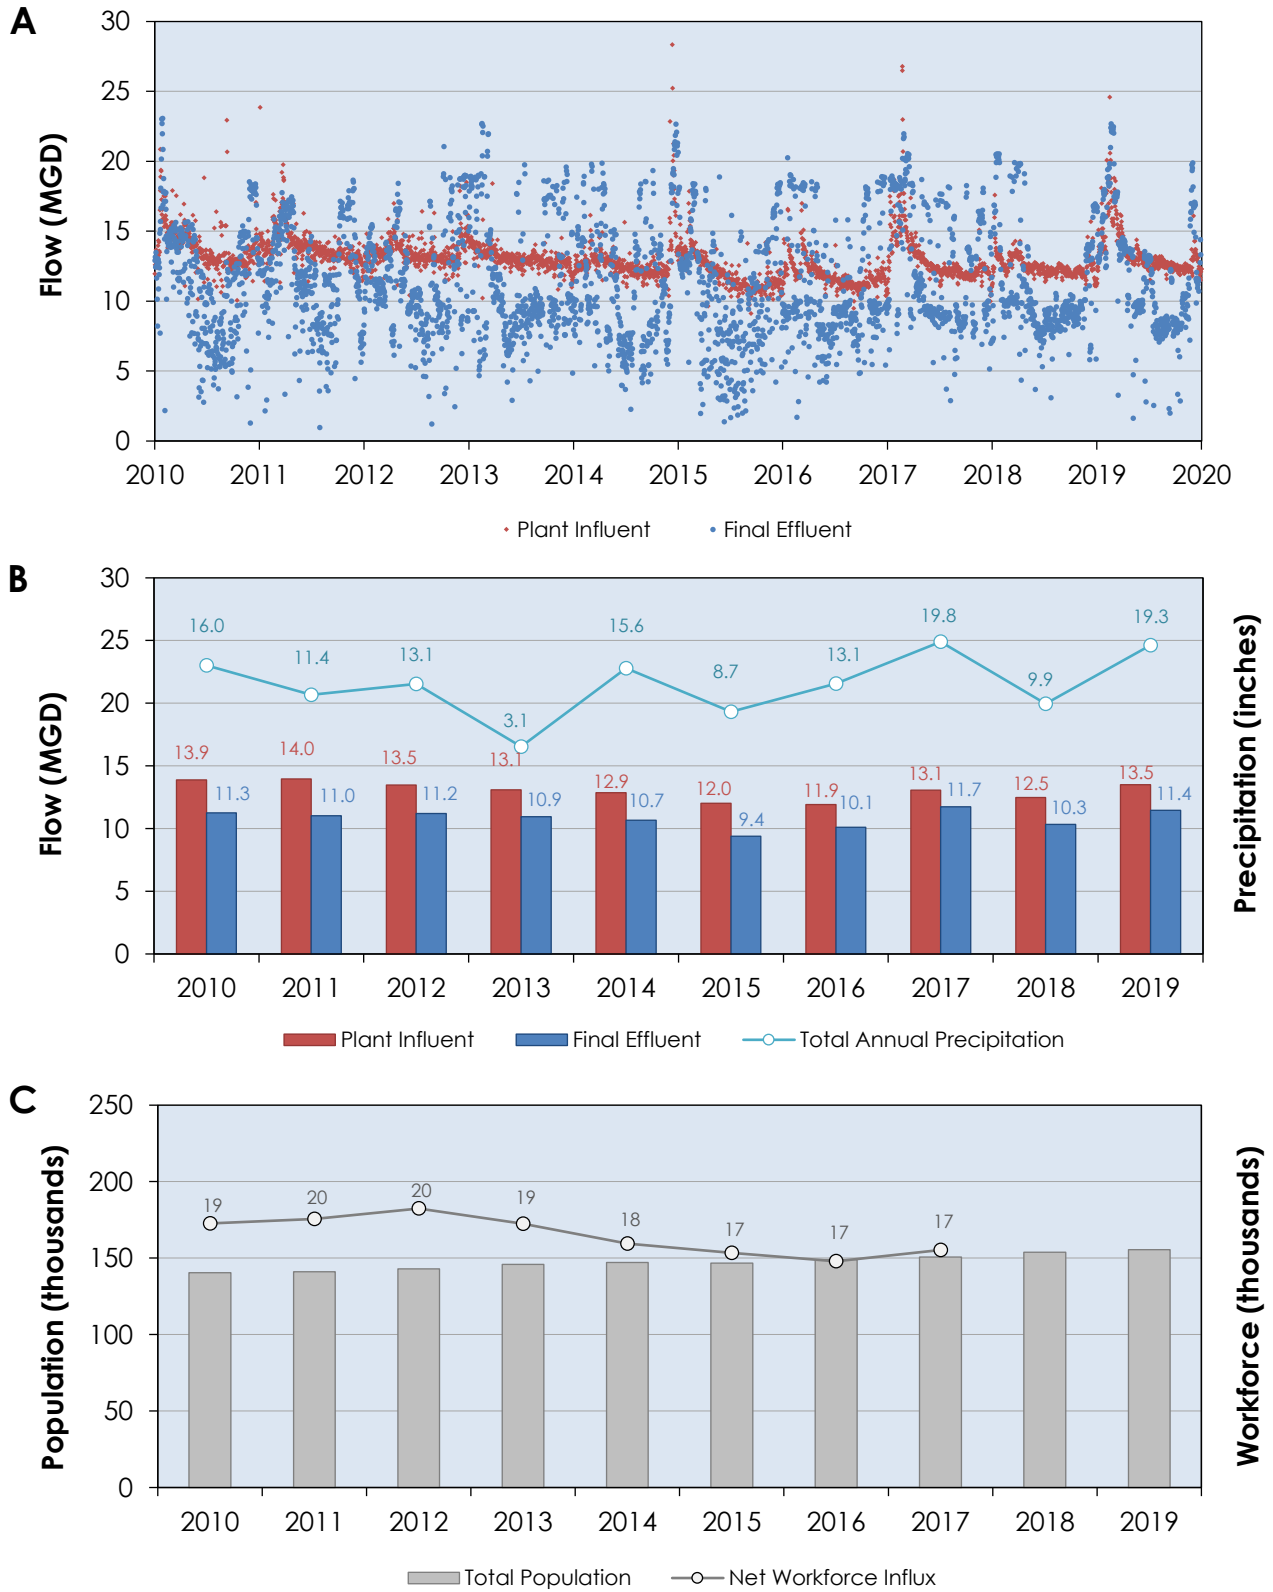 A
Flow (MGD)
30
25
20
15
10
5
0
2010 2011 2012 2013 2014 2015 2016 2017 2018 2019 2020
Plant Influent Final Effluent
B
Flow (MGD)
Precipitation (inches)
30
25
20
15
10
5
0
16.0 11.4 13.1 3.1 15.6 8.7 13.1 19.8 9.9 19.3
13.9 14.0 13.5 13.1 12.9 12.0 11.9 13.1 12.5 13.5
11.3 11.0 11.2 10.9 10.7 9.4 10.1 11.7 10.3 11.4
2010 2011 2012 2013 2014 2015 2016 2017 2018 2019
Plant Influent Final Effluent Total Annual Precipitation
C
Population (thousands)
Workforce (thousands)
250
200
150
100
50
0
19 20 20 19 18 17 17 17
2010 2011 2012 2013 2014 2015 2016 2017 2018 2019
Total Population Net Workforce Influx